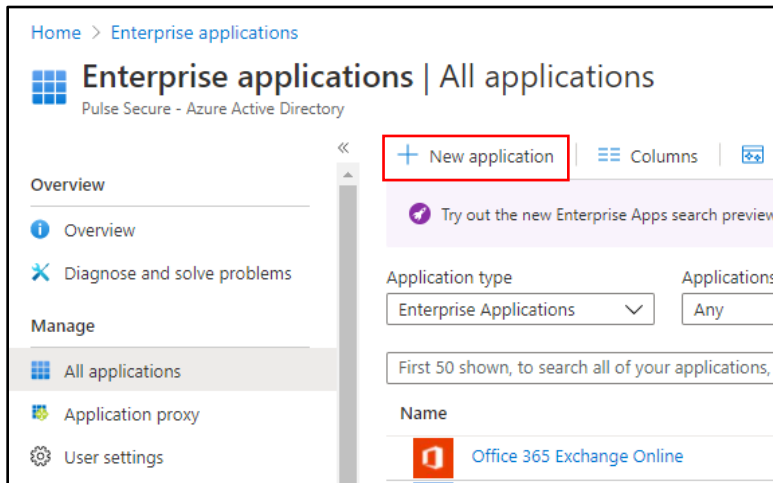 Home > Enterprise applications
Enterprise applications | All applications
Pulse Secure - Azure Active Directory
«
Overview
Overview
Diagnose and solve problems
Manage
All applications
Application proxy
User settings
+ New application
Columns
Try out the new Enterprise Apps search preview
Application type
Applications
Enterprise Applications
Any
First 50 shown, to search all of your applications,
Name
Office 365 Exchange Online